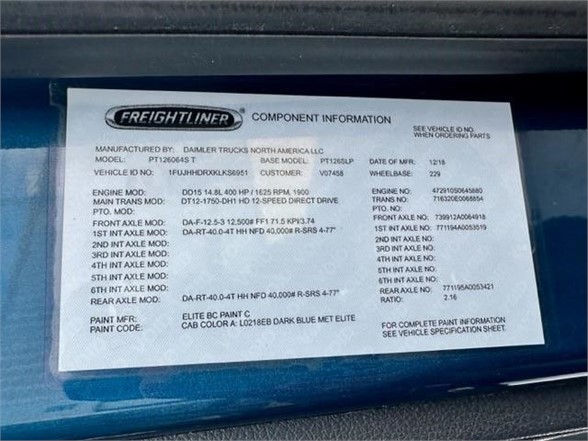 FREIGHTLINER COMPONENT INFORMATION SEE VEHICLE ID NO.
WHEN ORDERING PARTS
MANUFACTURED BY: DAIMLER TRUCKS NORTH AMERICA LLC
MODEL: PT126064S T BASE MODEL: PT126SLP DATE OF MFR: 12/18
VEHICLE ID NO: 1FUJHHDRXKLKS6951 V07458 WHEELBASE: 229
ENGINE MOD: DD15 14.8L 400 HP / 1625 RPM, 1900 ENGINE NO: 472910S0645880
MAIN TRANS MOD: DT12-1750-DH1 HD 12-SPEED DIRECT DRIVE TRANS NO: 716320E0068854
PTO. MOD: PTO. NO:
FRONT AXLE MOD: DA-F-12.5-3 12,500# FF1 71.5 KPI/3.74 FRONT AXLE NO: 739912A0064918
1ST INT AXLE MOD: DA-RT-40.0-4T HH NFD 40,000# R-SRS 4-77" 1ST INT AXLE NO: 771194A0053519
2ND INT AXLE MOD: 2ND INT AXLE NO:
3RD INT AXLE MOD: 3RD INT AXLE NO:
4TH INT AXLE MOD: 4TH INT AXLE NO:
5TH INT AXLE MOD: 5TH INT AXLE NO:
6TH INT AXLE MOD: 6TH INT AXLE NO:
REAR AXLE MOD: DA-RT-40.0-4T HH NFD 40,000# R-SRS 4-77" REAR AXLE NO: 771195A0053421
RATIO: 2.16
PAINT MFR: ELITE BC PAINT C FOR COMPLETE PAINT INFORMATION
PAINT CODE: CAB COLOR A: L0218EB DARK BLUE MET ELITE SEE VEHICLE SPECIFICATION SHEET.